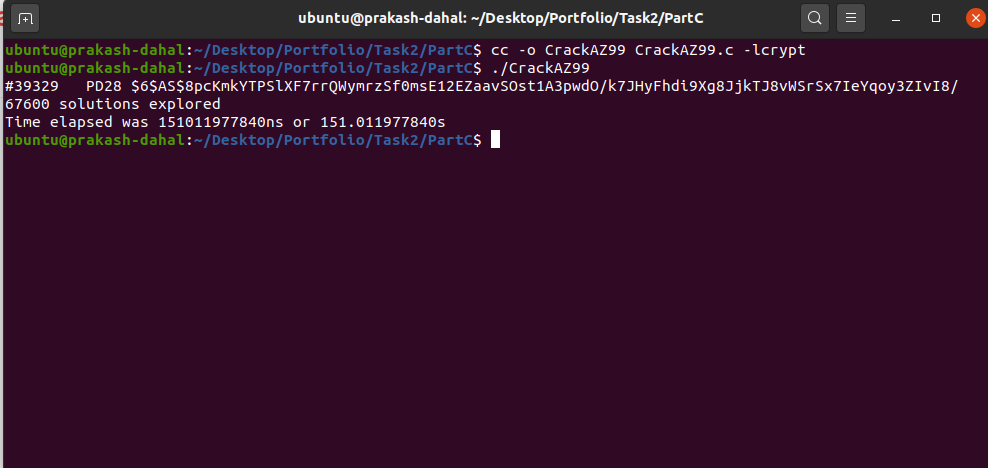 ubuntu@prakash-dahal: ~/Desktop/Portfolio/Task2/PartC
ubuntu@prakash-dahal:~/Desktop/Portfolio/Task2/PartC$ cc -o CrackAZ99 CrackAZ99.c -lcrypt
ubuntu@prakash-dahal:~/Desktop/Portfolio/Task2/PartC$ ./CrackAZ99
#39329   PD28 $6$AS$8pcKmkYTPSlXF7rrQWymrzSf0msE12EZaavSOst1A3pwdO/k7JHyFhdi9Xg8JjkTJ8vWSrSx7IeYqoy3ZIvI8/
67600 solutions explored
Time elapsed was 151011977840ns or 151.011977840s
ubuntu@prakash-dahal:~/Desktop/Portfolio/Task2/PartC$